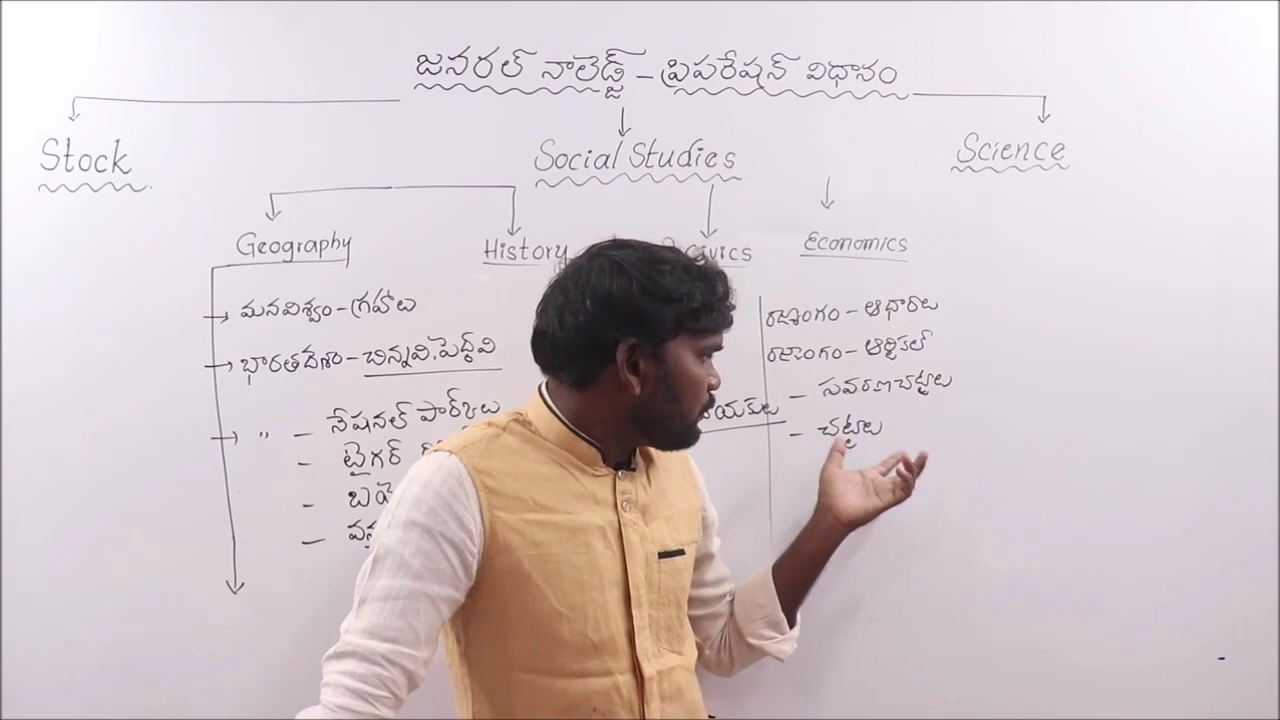 జనరల్ నాలెడ్జ్ – ప్రిపరేషన్ విధానం
Stock
Social Studies
Science
Geography
History
Civics
Economics
మనవిశ్వం – గ్రహాలు
భారతదేశం – చిన్నవి, పెద్దవి
" – నేషనల్ పార్కులు
– టైగర్
–
–
రాజ్యాంగం – ఆధారాలు
రాజ్యాంగం – ఆర్టికల్
– సవరణ చట్టాలు
– చట్టాలు